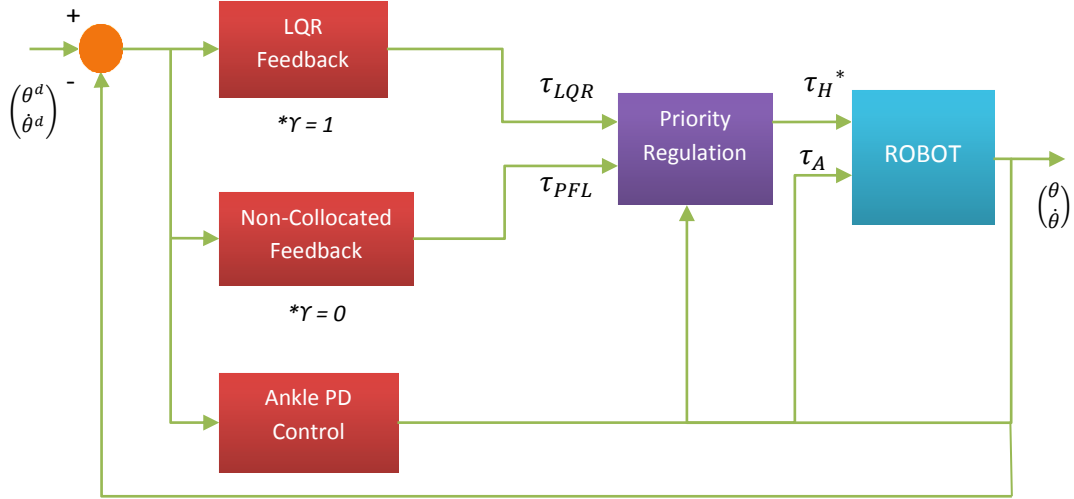 +
-
(θ^d
θ̇^d)
LQR
Feedback
*ϒ = 1
Non-Collocated
Feedback
*ϒ = 0
Ankle PD
Control
τ_LQR
τ_PFL
Priority
Regulation
τ_H*
τ_A
ROBOT
(θ
θ̇)